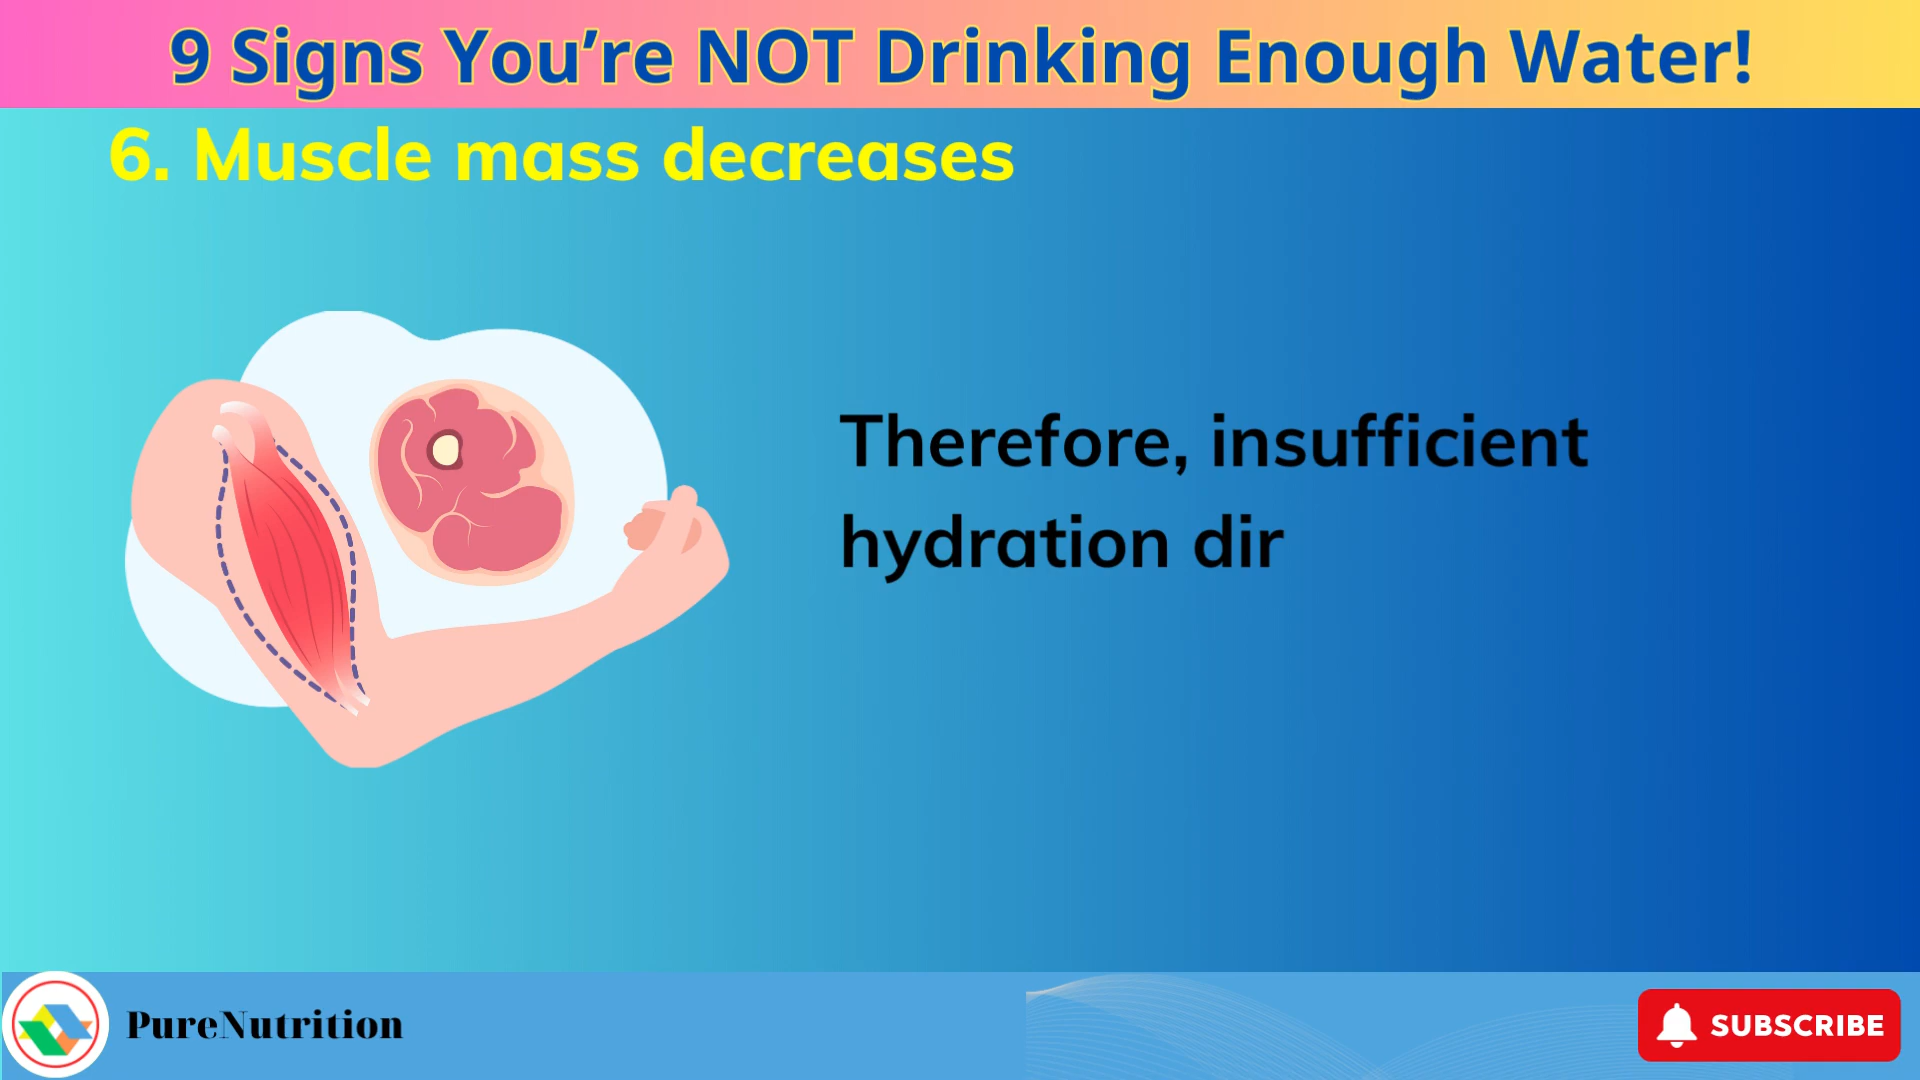 9 Signs You’re NOT Drinking Enough Water!
6. Muscle mass decreases
Therefore, insufficient
hydration dir
PureNutrition
SUBSCRIBE